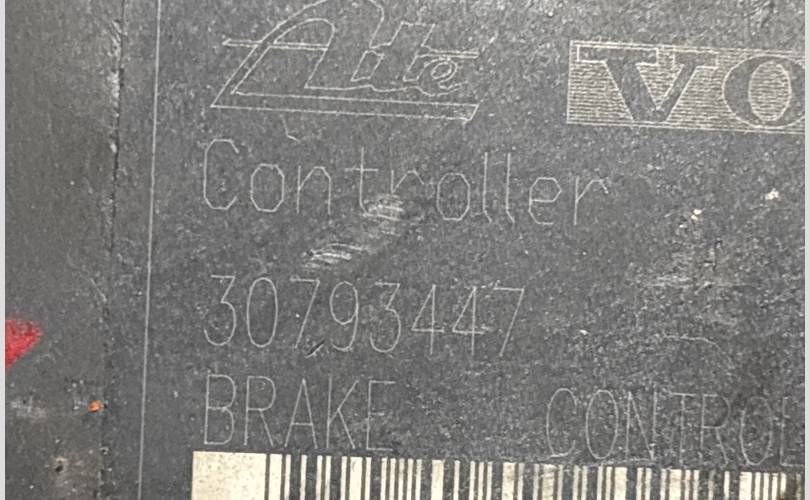 Ate VO
Controller
30793447
BRAKE CONTROL